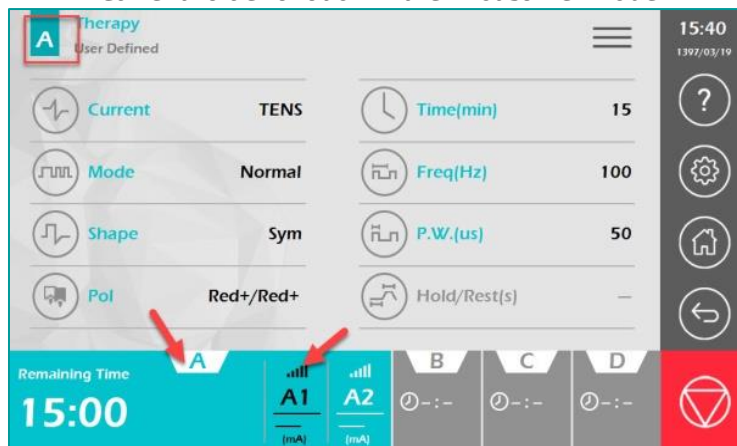 A
Therapy
User Defined
15:40
1397/03/19
Current TENS
Time(min) 15
?
Mode Normal
Freq(Hz) 100
Shape Sym
P.W.(us) 50
Pol Red+/Red+
Hold/Rest(s) –
Remaining Time
15:00
A
A1
(mA)
A2
(mA)
B
-:-
C
-:-
D
-:-